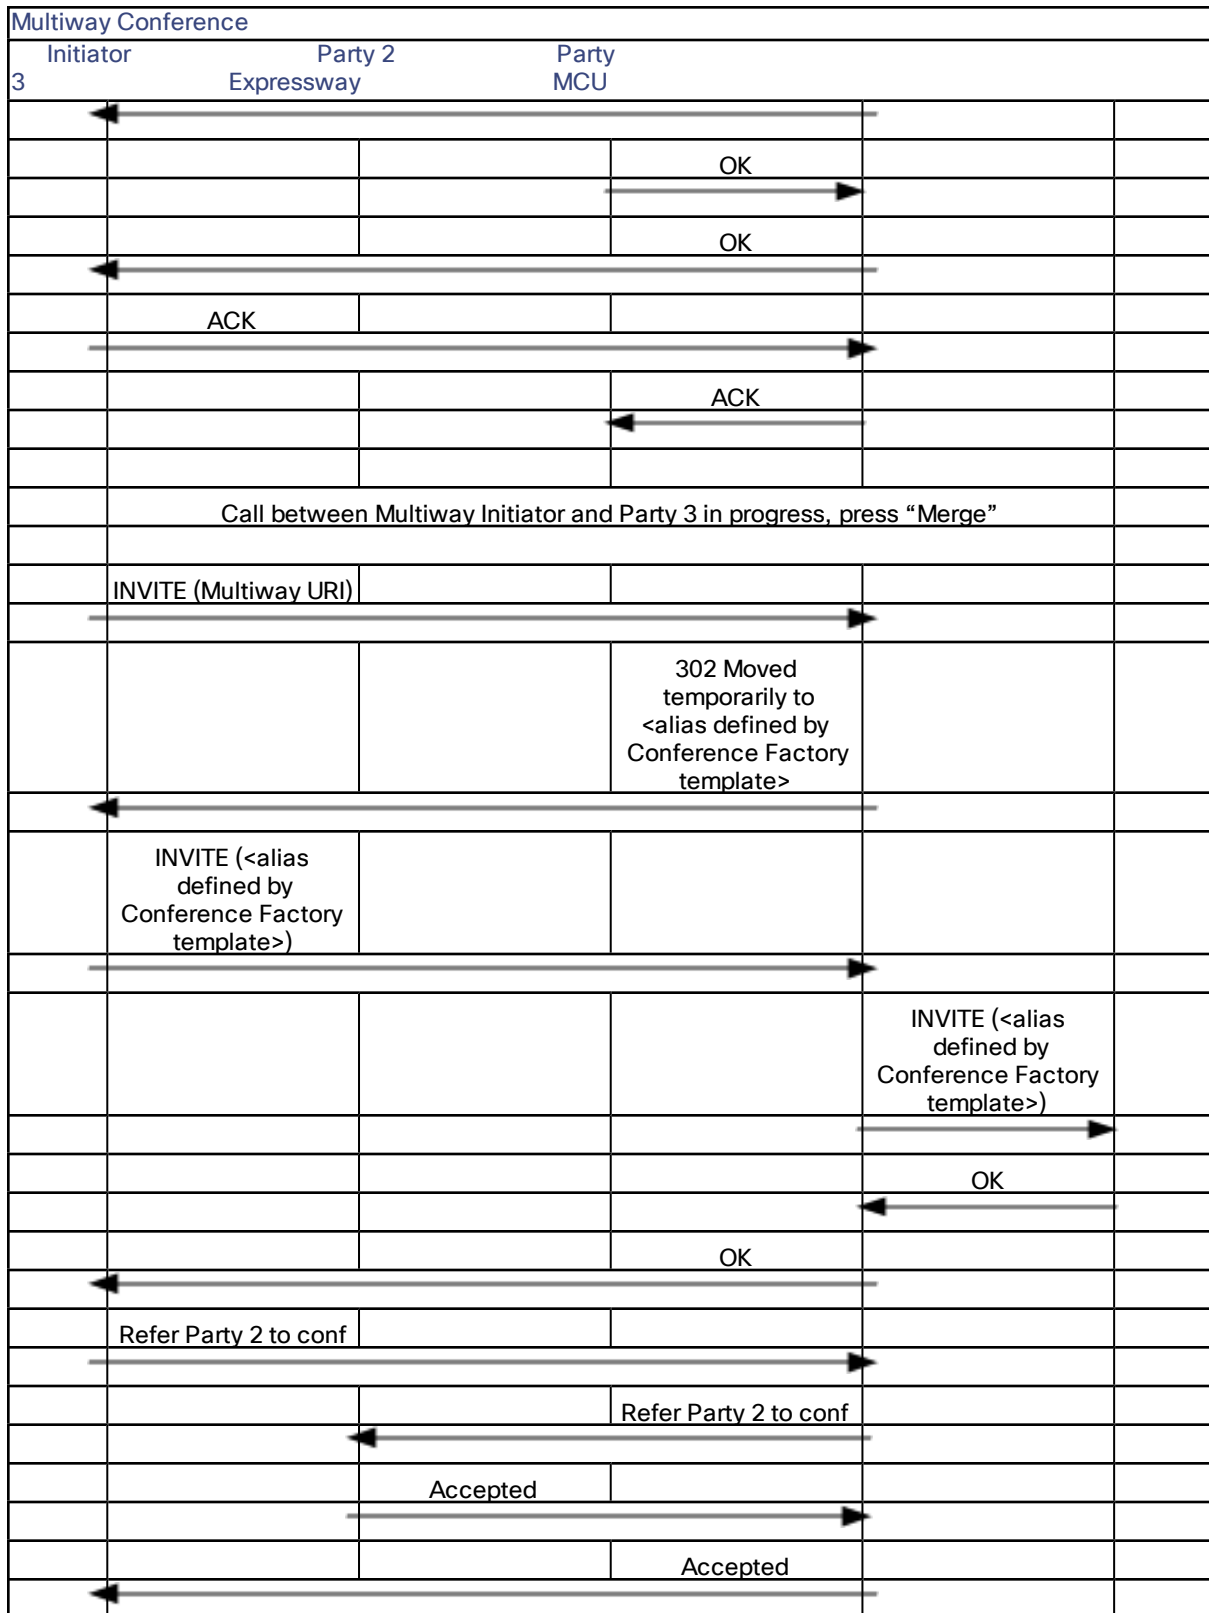 Multiway Conference
Initiator Party 2 Party
3 Expressway MCU
OK
OK
ACK
ACK
Call between Multiway Initiator and Party 3 in progress, press “Merge”
INVITE (Multiway URI)
302 Moved
temporarily to
<alias defined by
Conference Factory
template>
INVITE (<alias
defined by
Conference Factory
template>)
INVITE (<alias
defined by
Conference Factory
template>)
OK
OK
Refer Party 2 to conf
Refer Party 2 to conf
Accepted
Accepted